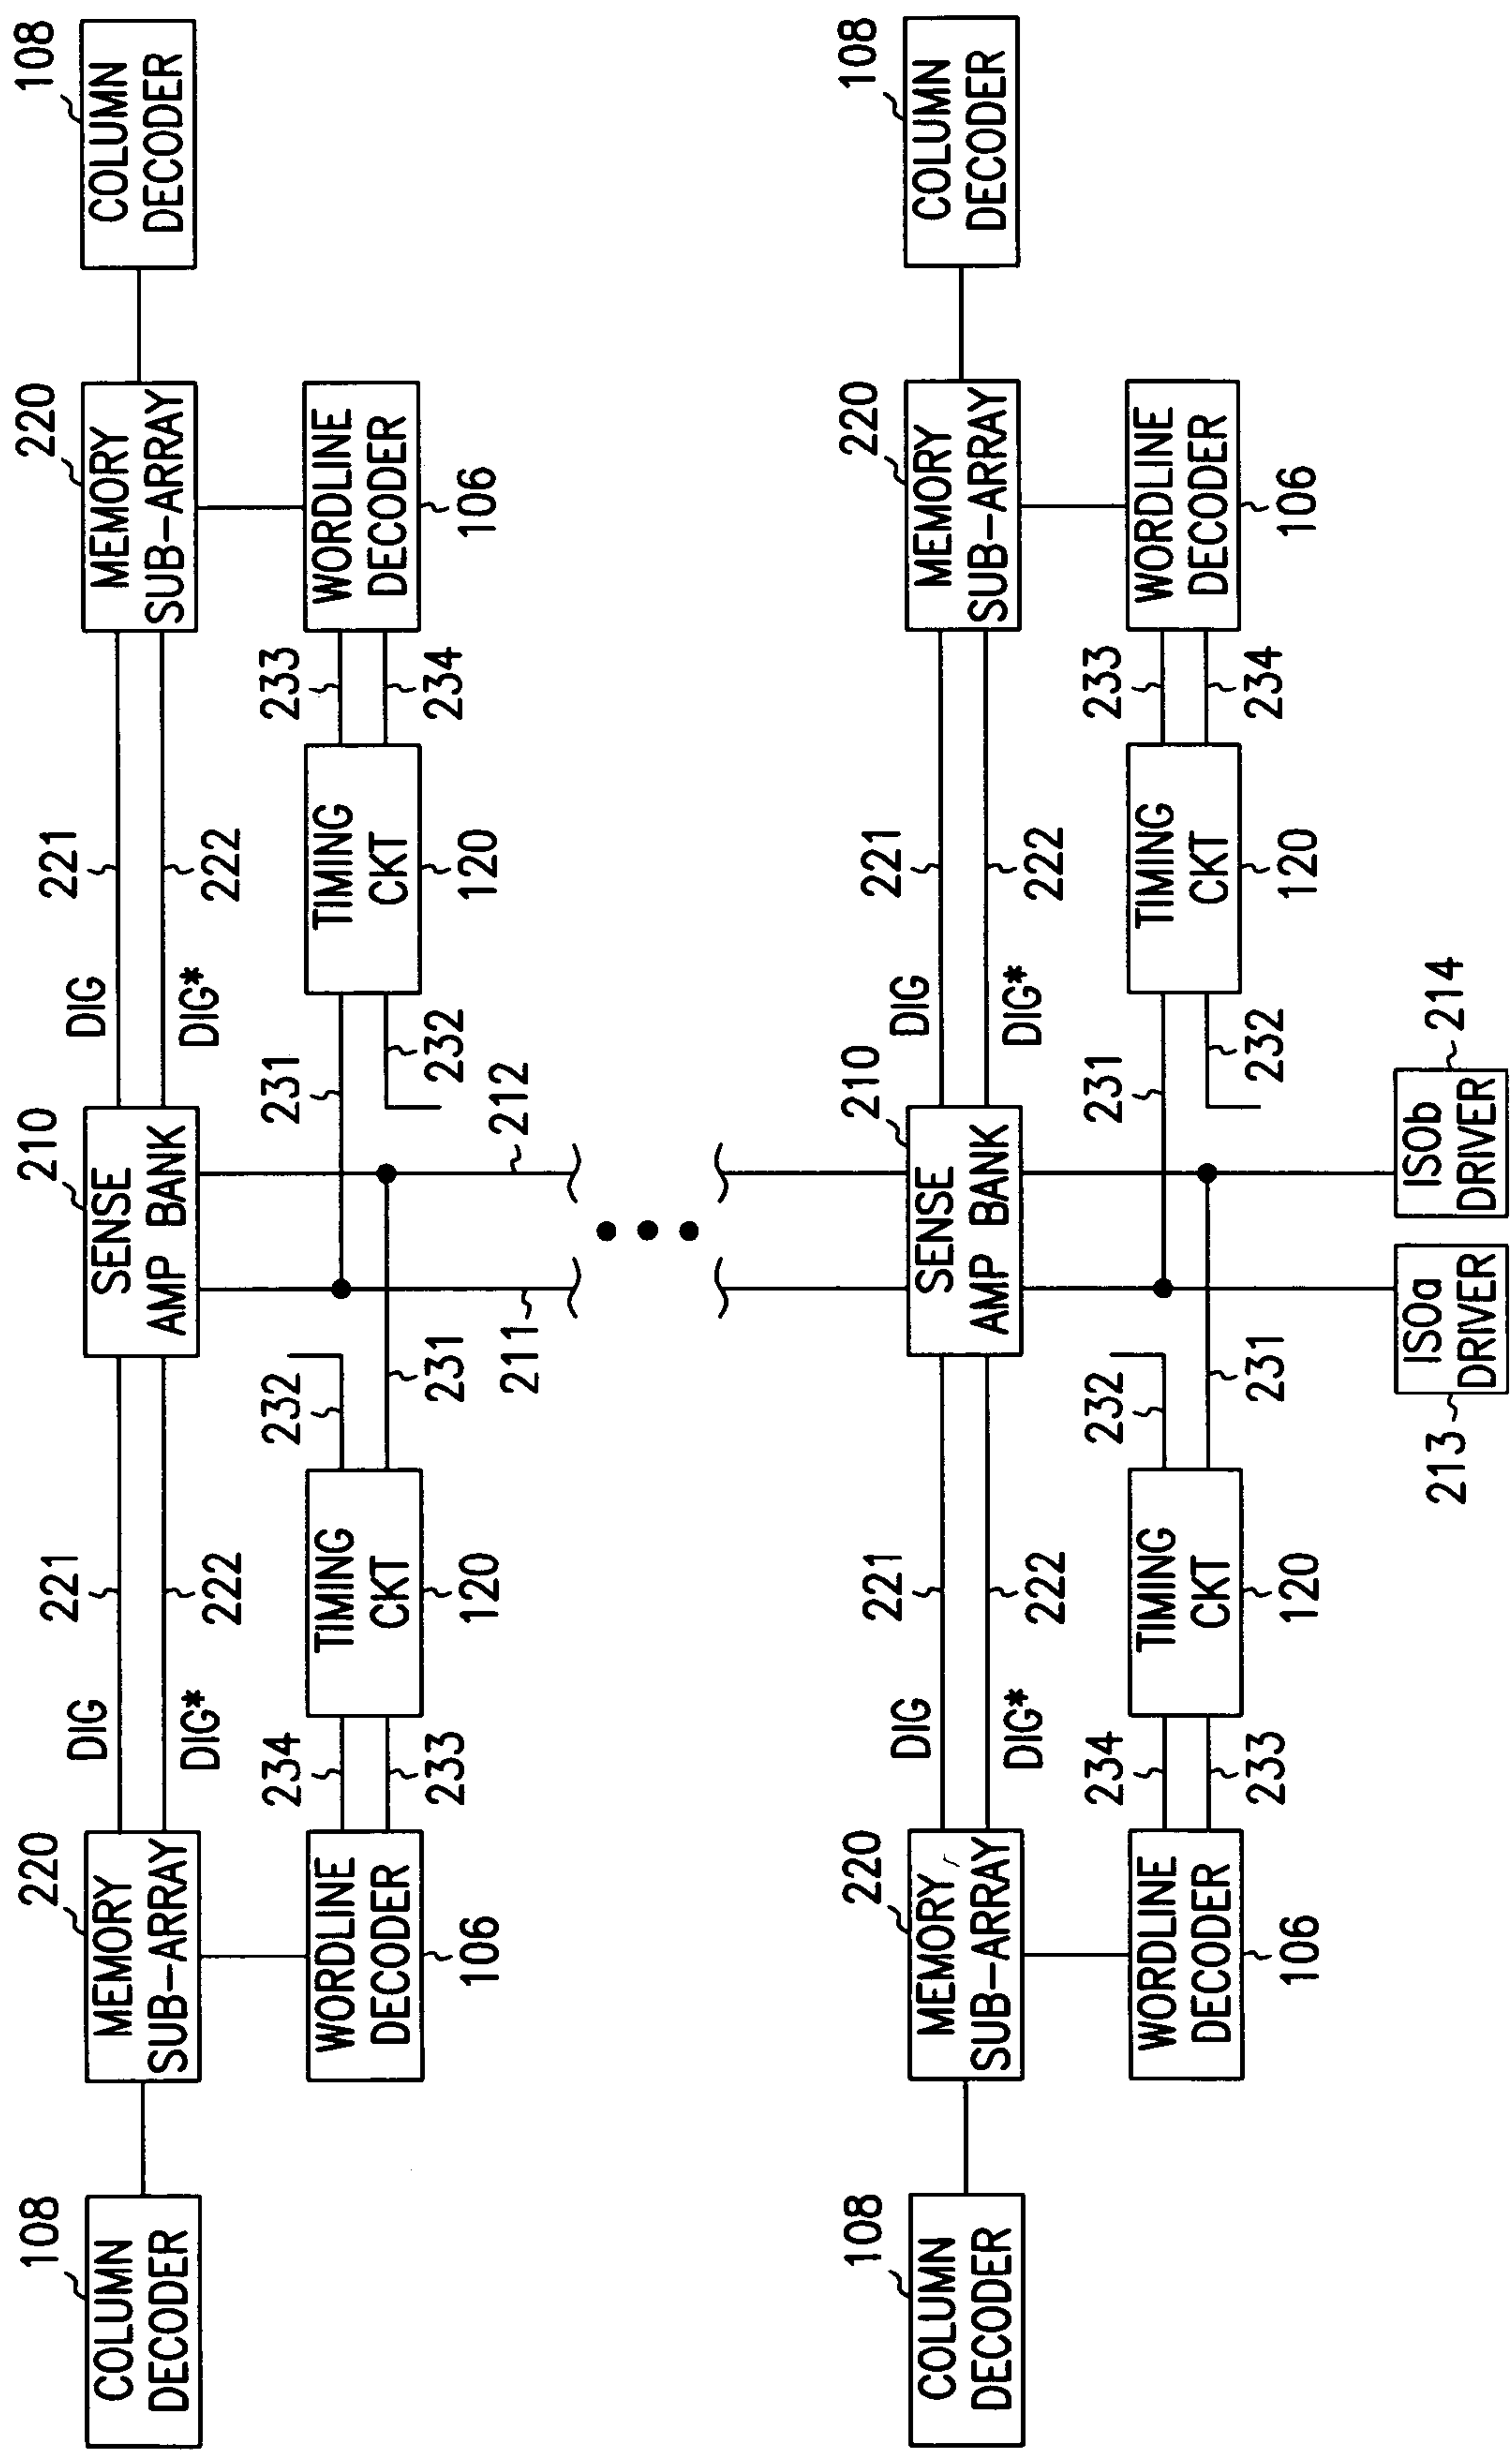 108
220
221
210
221
220
108
COLUMN
DECODER
MEMORY
SUB-ARRAY
DIG
SENSE
AMP BANK
DIG
MEMORY
SUB-ARRAY
COLUMN
DECODER
DIG*
222
DIG*
222
234
232
231
233
WORDLINE
DECODER
TIMING
CKT
TIMING
CKT
WORDLINE
DECODER
106
233
120
231
232
120
234
106
211
212
108
220
221
210
221
220
108
COLUMN
DECODER
MEMORY
SUB-ARRAY
DIG
SENSE
AMP BANK
DIG
MEMORY
SUB-ARRAY
COLUMN
DECODER
DIG*
222
DIG*
222
234
232
231
233
WORDLINE
DECODER
TIMING
CKT
TIMING
CKT
WORDLINE
DECODER
106
233
120
231
232
120
234
106
213
ISOa
DRIVER
ISOb
DRIVER
214